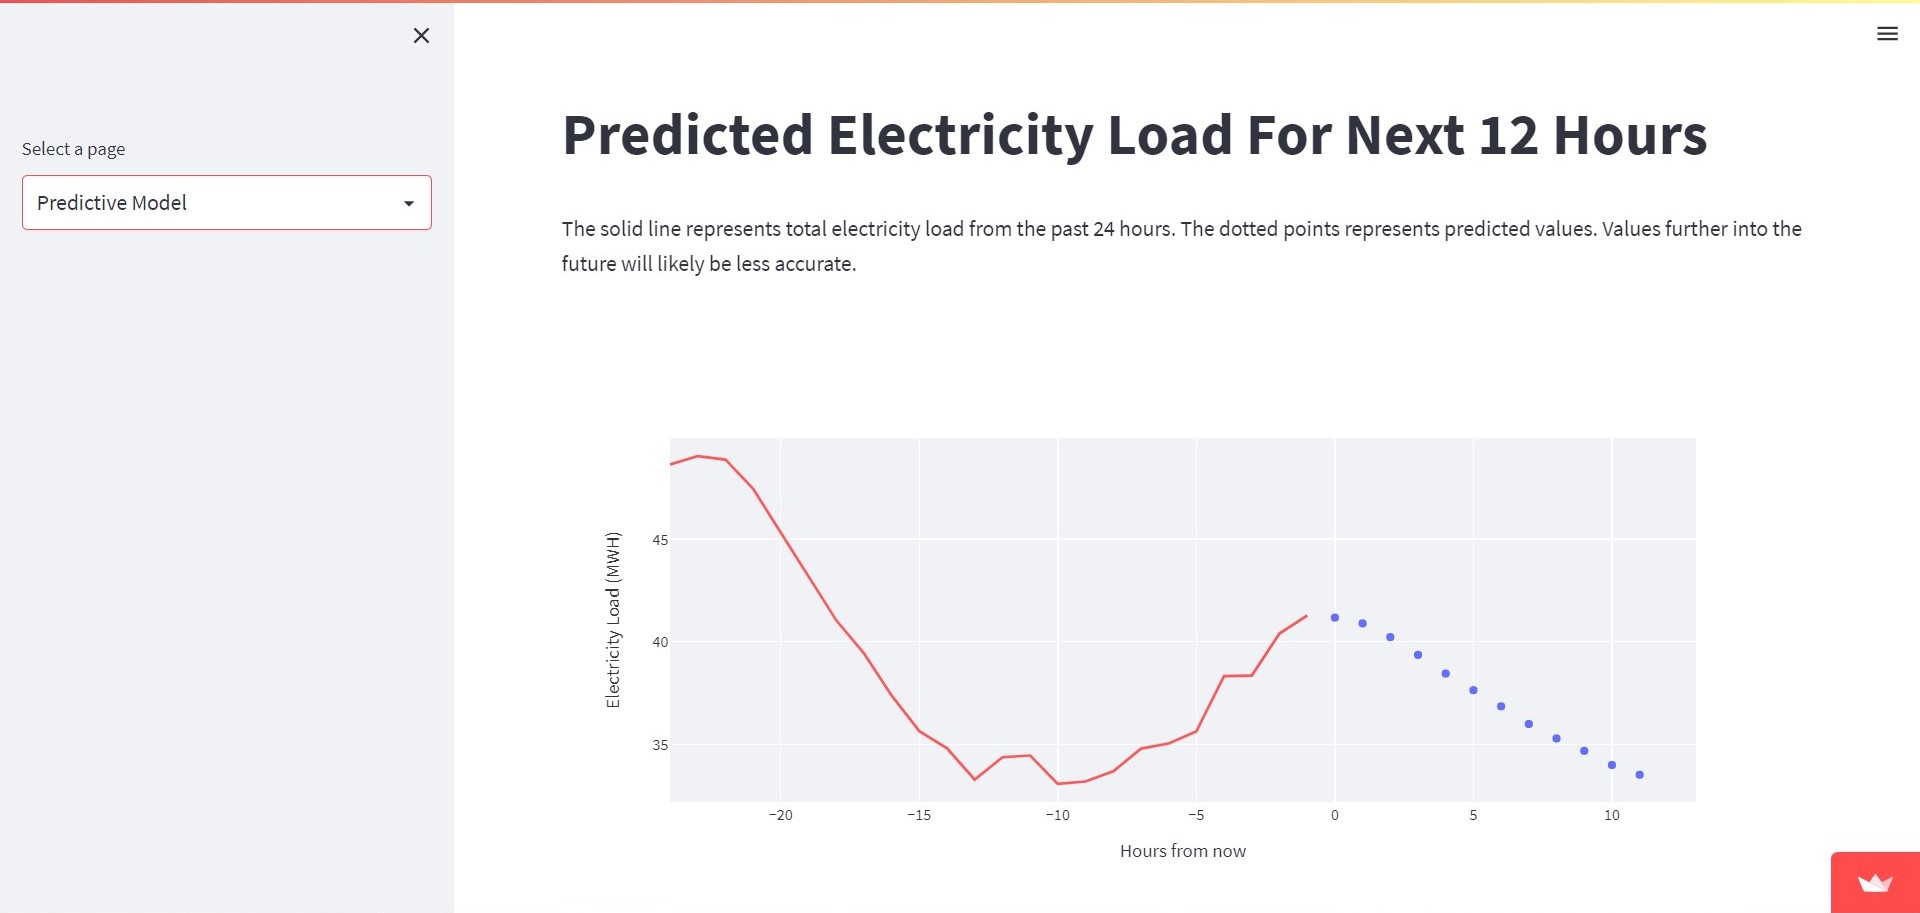 Select a page
Predictive Model
Predicted Electricity Load For Next 12 Hours
The solid line represents total electricity load from the past 24 hours. The dotted points represents predicted values. Values further into the
future will likely be less accurate.
Electricity Load (MWH)
45
40
35
−20 −15 −10 −5 0 5 10
Hours from now